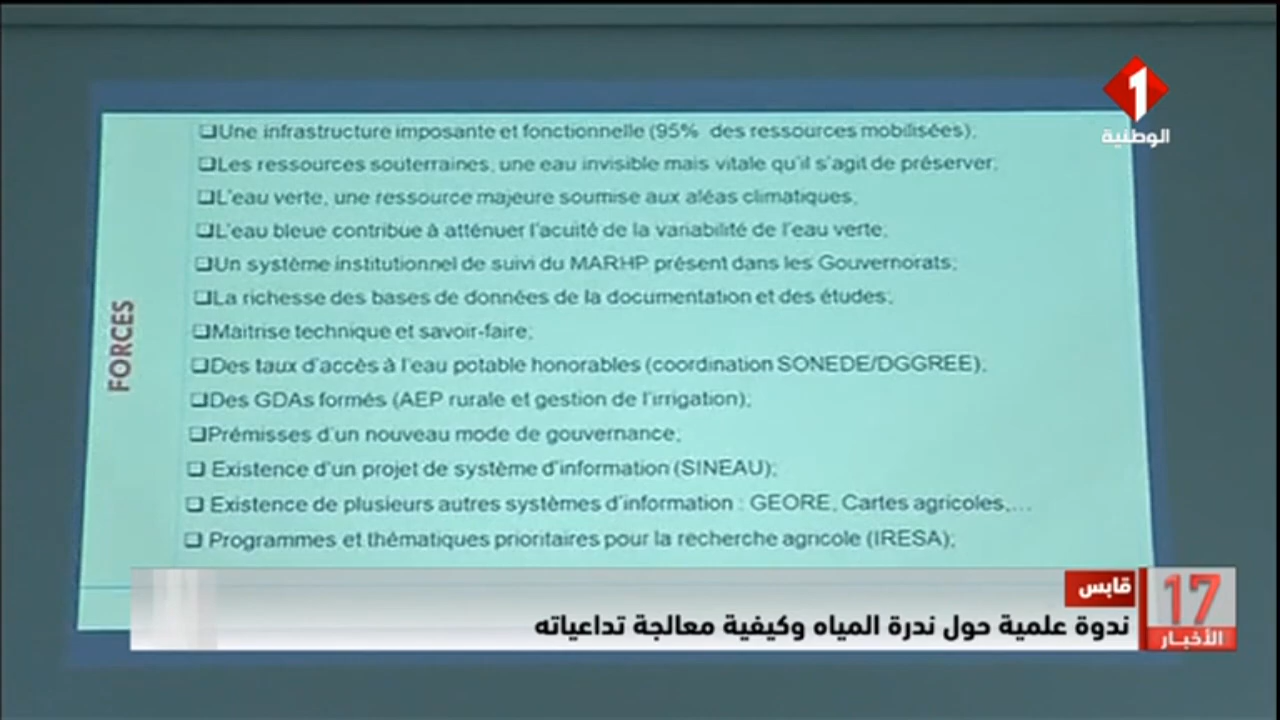 1
الوطنية
❑Une infrastructure imposante et fonctionnelle (95% des ressources mobilisées);
❑Les ressources souterraines, une eau invisible mais vitale qu'il s'agit de préserver;
❑L'eau verte, une ressource majeure soumise aux aléas climatiques;
❑L'eau bleue contribue à atténuer l'acuité de la variabilité de l'eau verte;
❑Un système institutionnel de suivi du MARHP présent dans les Gouvernorats;
❑La richesse des bases de données de la documentation et des études;
❑Maitrise technique et savoir-faire;
❑Des taux d'accès à l'eau potable honorables (coordination SONEDE/DGGREE);
❑Des GDAs formés (AEP rurale et gestion de l'irrigation);
❑Prémisses d'un nouveau mode de gouvernance;
❑ Existence d'un projet de système d'information (SINEAU);
❑ Existence de plusieurs autres systèmes d'information : GEORE, Cartes agricoles,...
❑ Programmes et thématiques prioritaires pour la recherche agricole (IRESA);
FORCES
قابس
ندوة علمية حول ندرة المياه وكيفية معالجة تداعياته
17
الأخبار